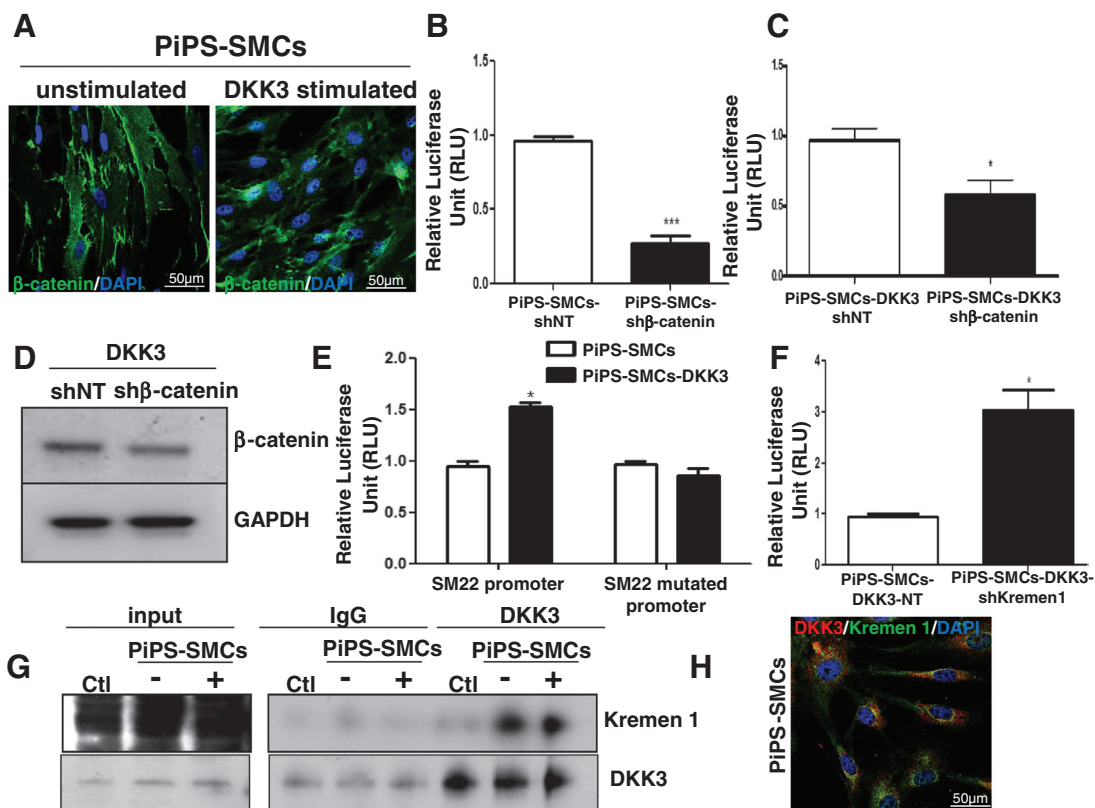 A
PiPS-SMCs
unstimulated
DKK3 stimulated
β-catenin/DAPI
50µm
β-catenin/DAPI
50µm
B
Relative Luciferase
Unit (RLU)
1.5
1.0
0.5
0.0
***
PiPS-SMCs-
shNT
PiPS-SMCs-
shβ-catenin
C
Relative Luciferase
Unit (RLU)
1.5
1.0
0.5
0.0
*
PiPS-SMCs-DKK3
shNT
PiPS-SMCs-DKK3
shβ-catenin
D
DKK3
shNT shβ-catenin
β-catenin
GAPDH
E
PiPS-SMCs
PiPS-SMCs-DKK3
Relative Luciferase
Unit (RLU)
2.0
1.5
1.0
0.5
0.0
*
SM22 promoter
SM22 mutated
promoter
F
Relative Luciferase
Unit (RLU)
4
3
2
1
0
*
PiPS-SMCs-
DKK3-NT
PiPS-SMCs-DKK3-
shKremen1
G
input
IgG
DKK3
PiPS-SMCs
PiPS-SMCs
PiPS-SMCs
Ctl - +
Ctl - +
Ctl - +
Kremen 1
DKK3
H
PiPS-SMCs
DKK3/Kremen 1/DAPI
50µm